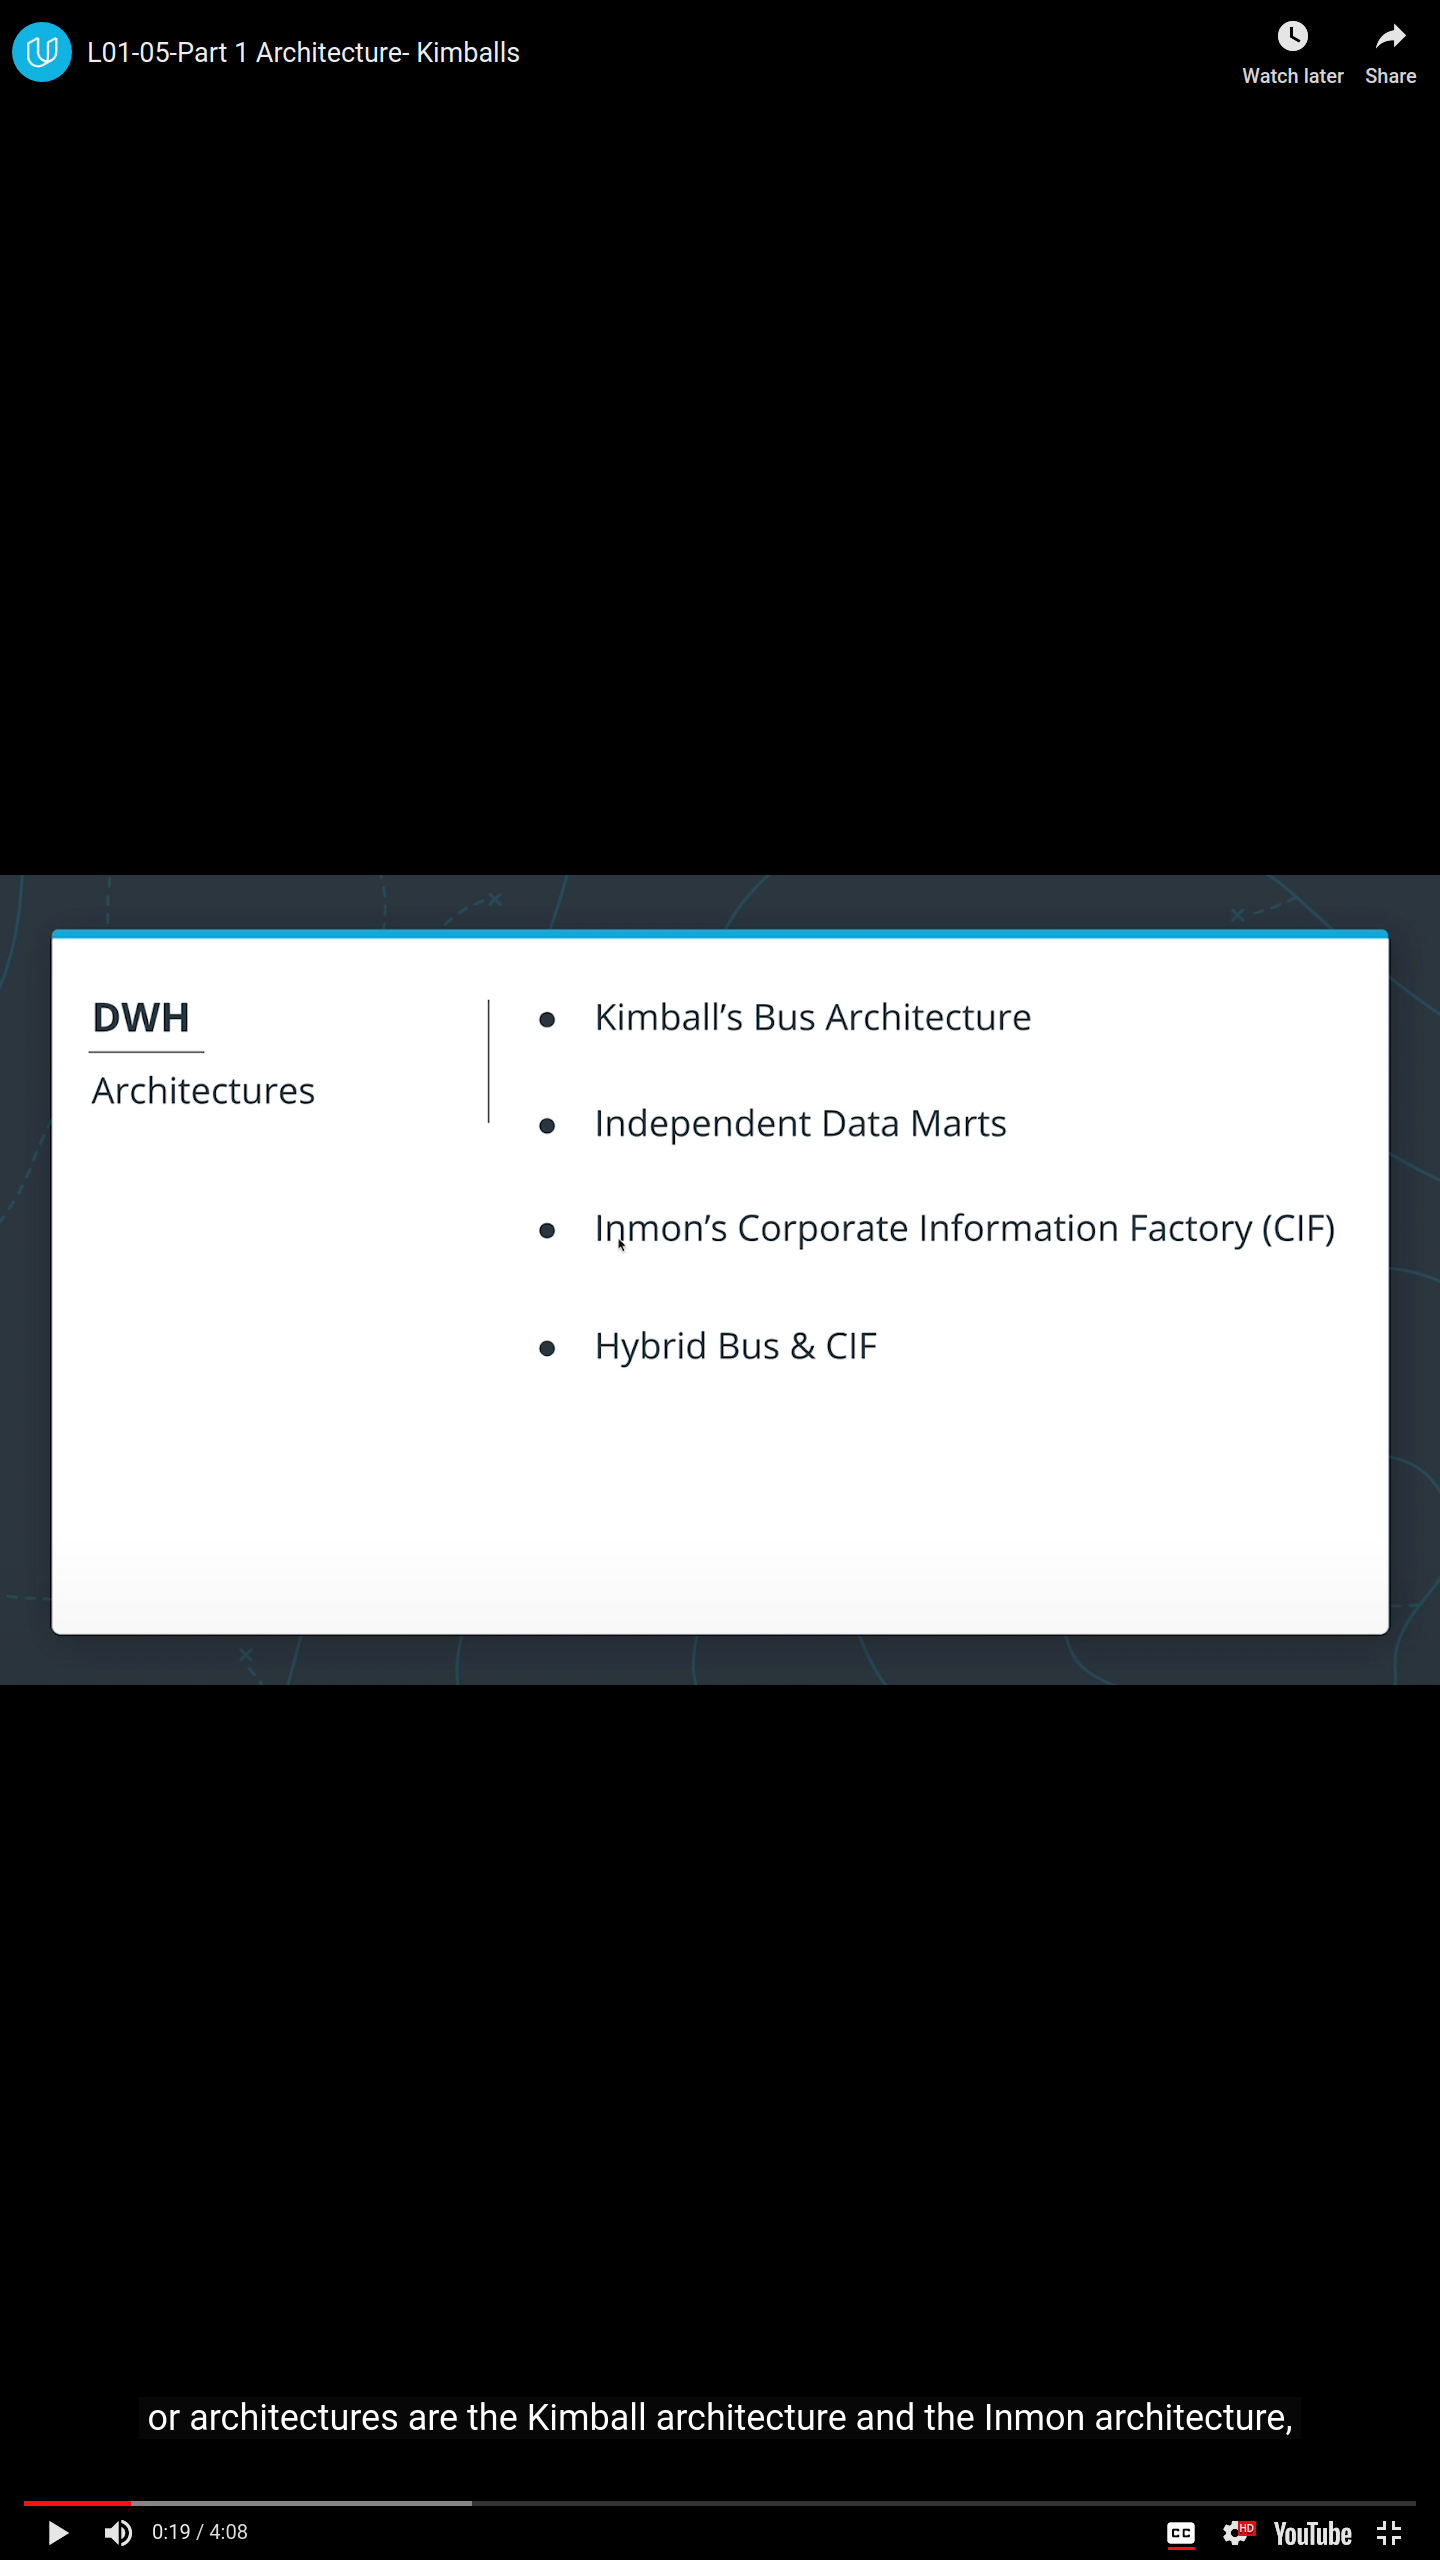 L01-05-Part 1 Architecture- Kimballs
Watch later
Share
DWH
Architectures
● Kimball’s Bus Architecture
● Independent Data Marts
● Inmon’s Corporate Information Factory (CIF)
● Hybrid Bus & CIF
or architectures are the Kimball architecture and the Inmon architecture,
0:19 / 4:08
CC
HD
YouTube